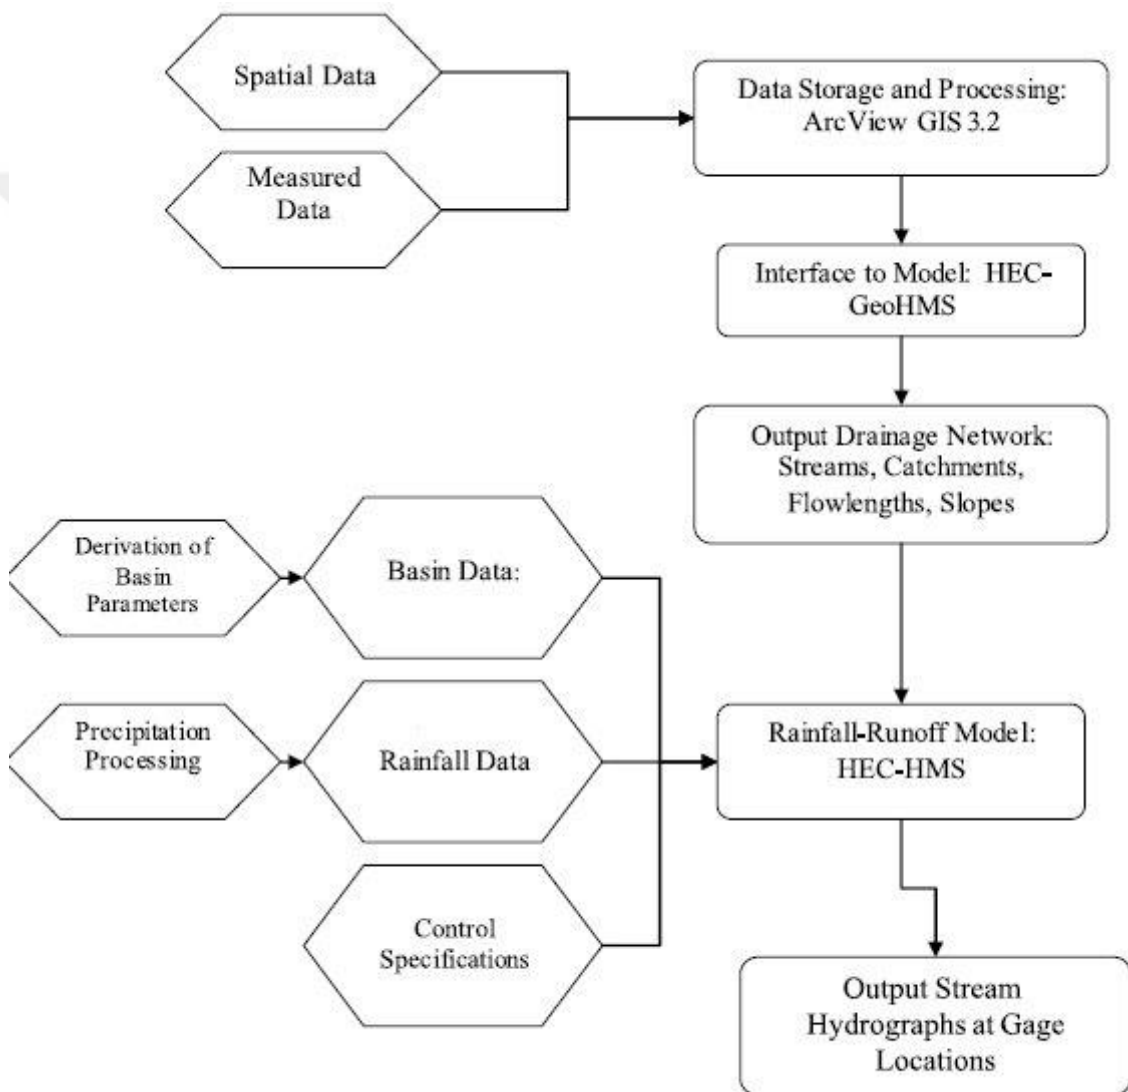 Spatial Data
Data Storage and Processing:
ArcView GIS 3.2
Measured
Data
Interface to Model: HEC-
GeoHMS
Output Drainage Network:
Streams, Catchments,
Flowlengths, Slopes
Derivation of
Basin
Parameters
Basin Data:
Precipitation
Processing
Rainfall Data
Rainfall-Runoff Model:
HEC-HMS
Control
Specifications
Output Stream
Hydrographs at Gage
Locations